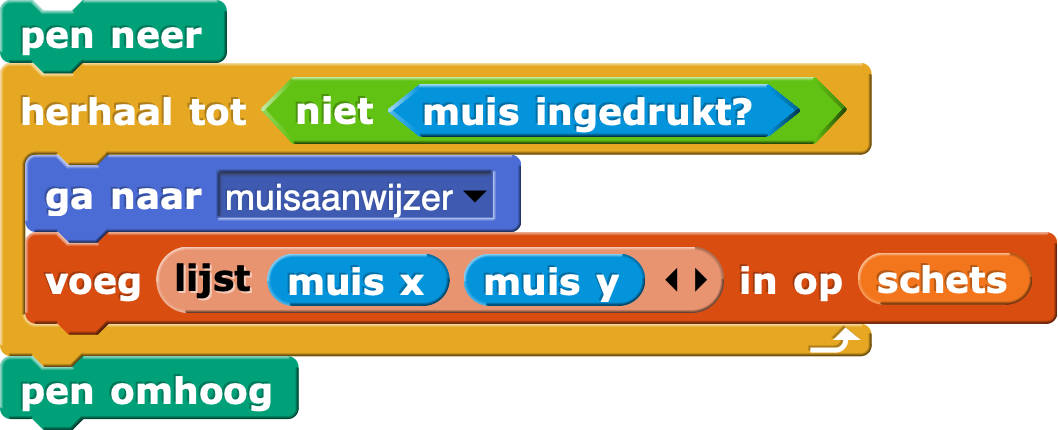 pen neer
herhaal tot niet muis ingedrukt?
ga naar muisaanwijzer
voeg lijst muis x muis y in op schets
pen omhoog